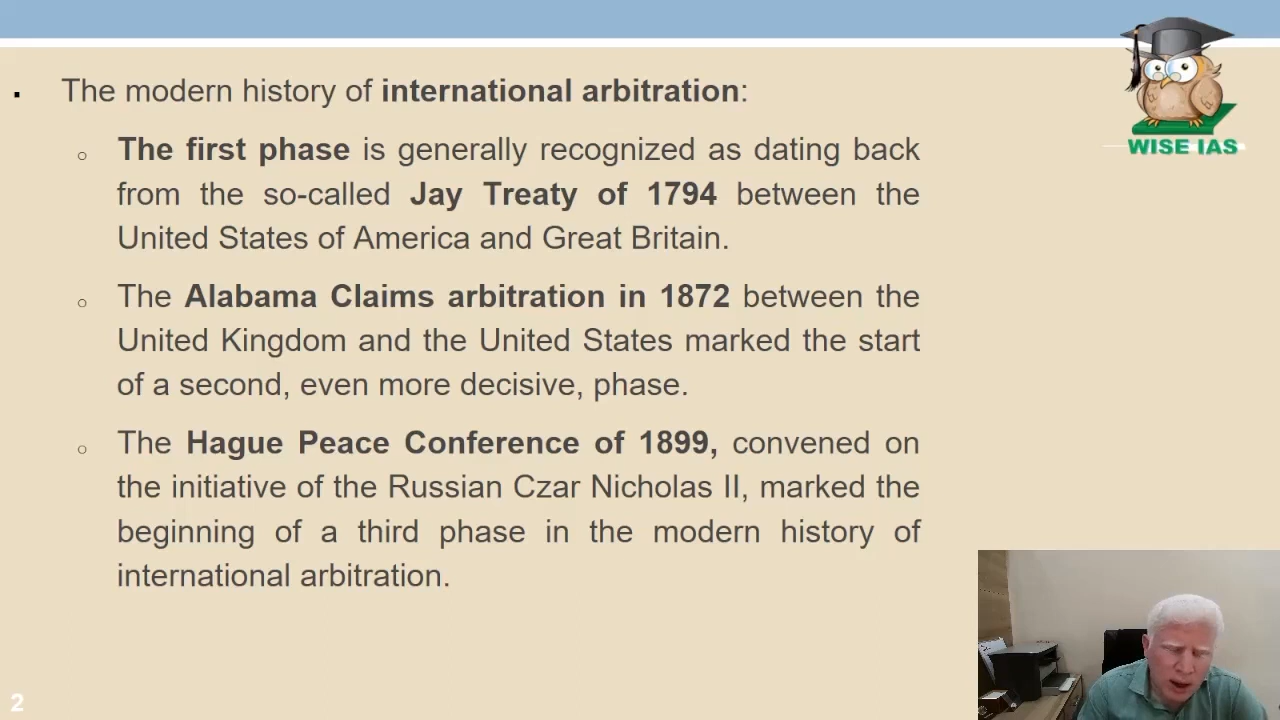 The modern history of international arbitration:
The first phase is generally recognized as dating back
from the so-called Jay Treaty of 1794 between the
United States of America and Great Britain.
The Alabama Claims arbitration in 1872 between the
United Kingdom and the United States marked the start
of a second, even more decisive, phase.
The Hague Peace Conference of 1899, convened on
the initiative of the Russian Czar Nicholas II, marked the
beginning of a third phase in the modern history of
international arbitration.
WISE IAS
2